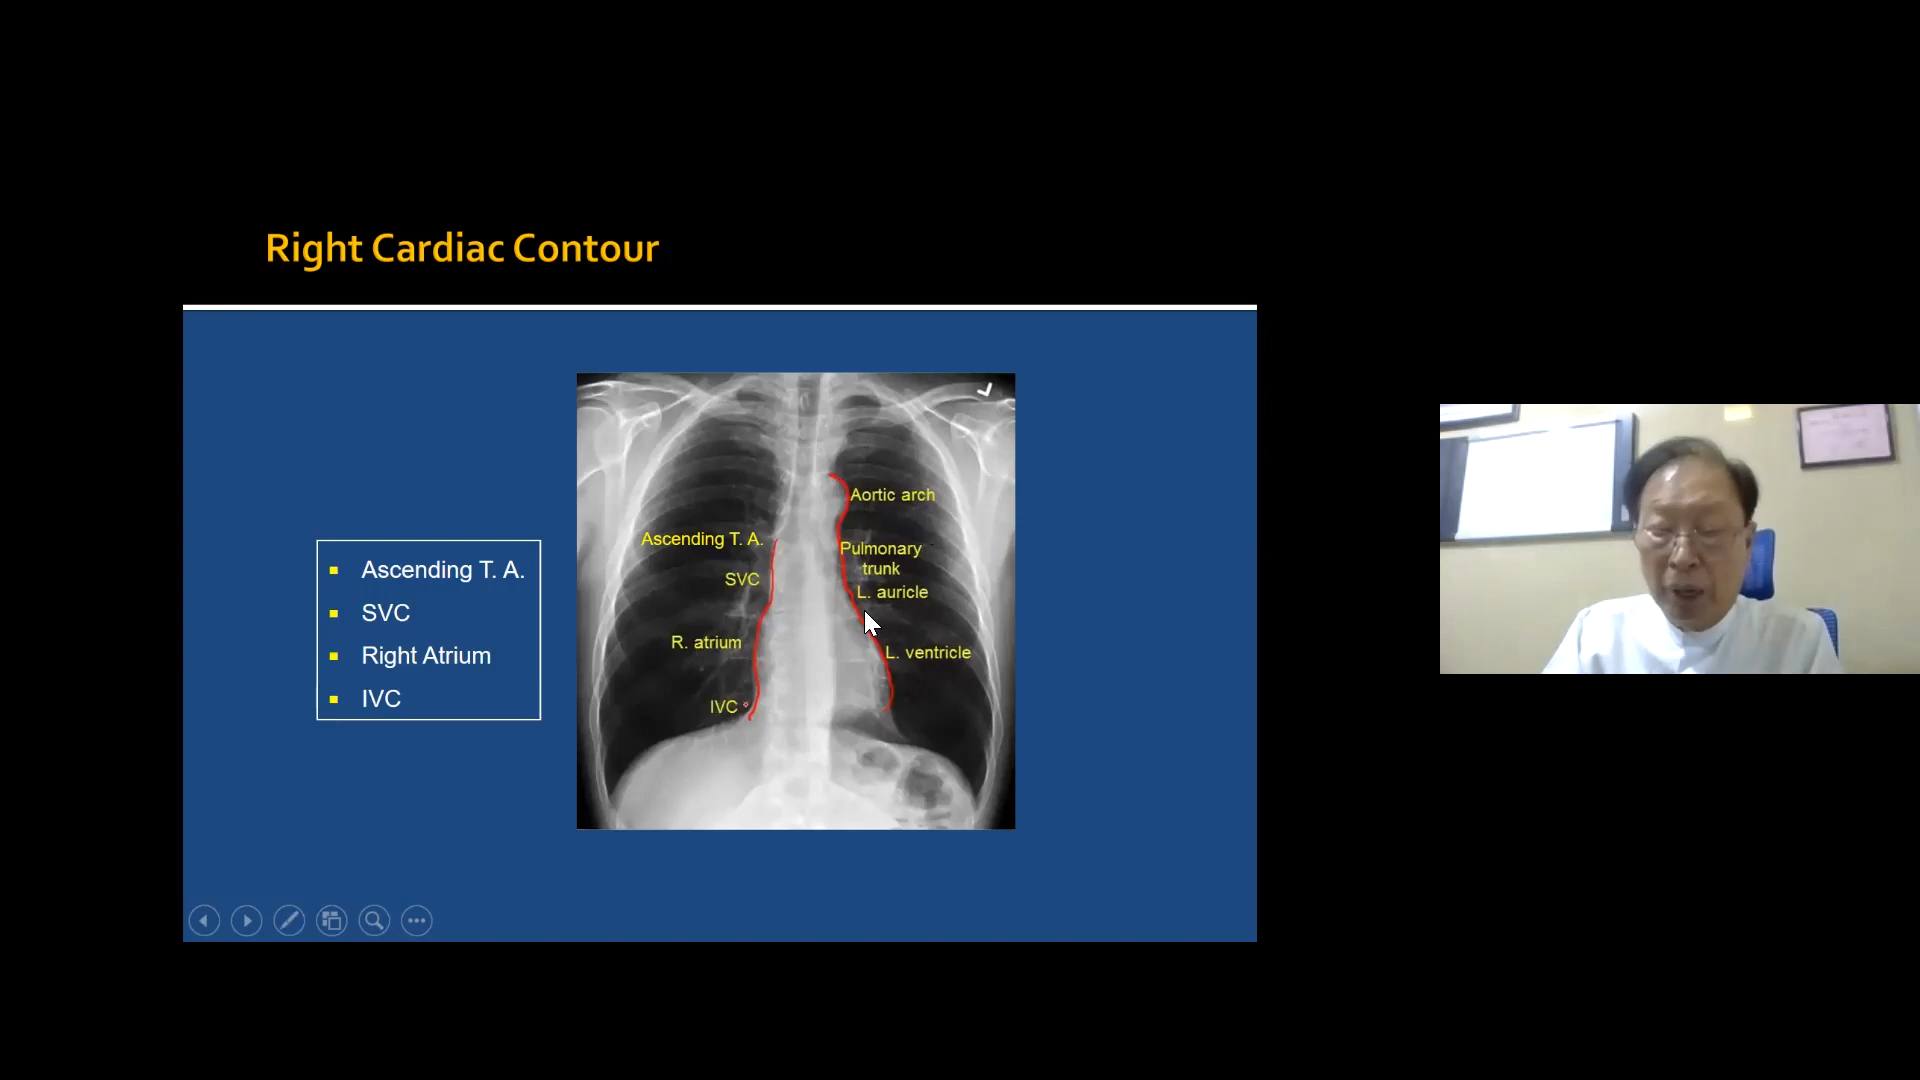 Right Cardiac Contour
Ascending T. A.
SVC
Right Atrium
IVC
Ascending T. A.
SVC
R. atrium
IVC
Aortic arch
Pulmonary
trunk
L. auricle
L. ventricle